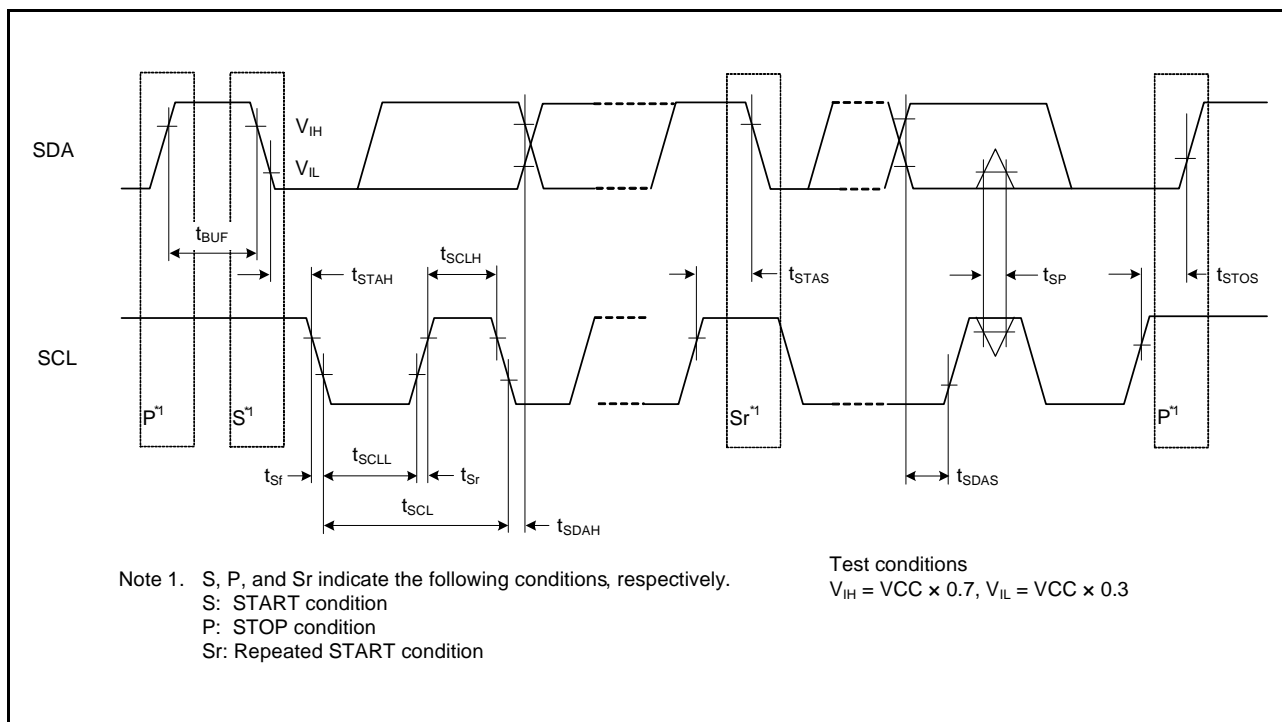 SDA
V_IH
V_IL
t_BUF
t_STAH
t_SCLH
t_STAS
t_SP
t_STOS
SCL
P*1
S*1
Sr*1
P*1
t_Sf
t_SCLL
t_Sr
t_SDAS
t_SCL
t_SDAH
Note 1. S, P, and Sr indicate the following conditions, respectively.
S: START condition
P: STOP condition
Sr: Repeated START condition
Test conditions
V_IH = VCC × 0.7, V_IL = VCC × 0.3